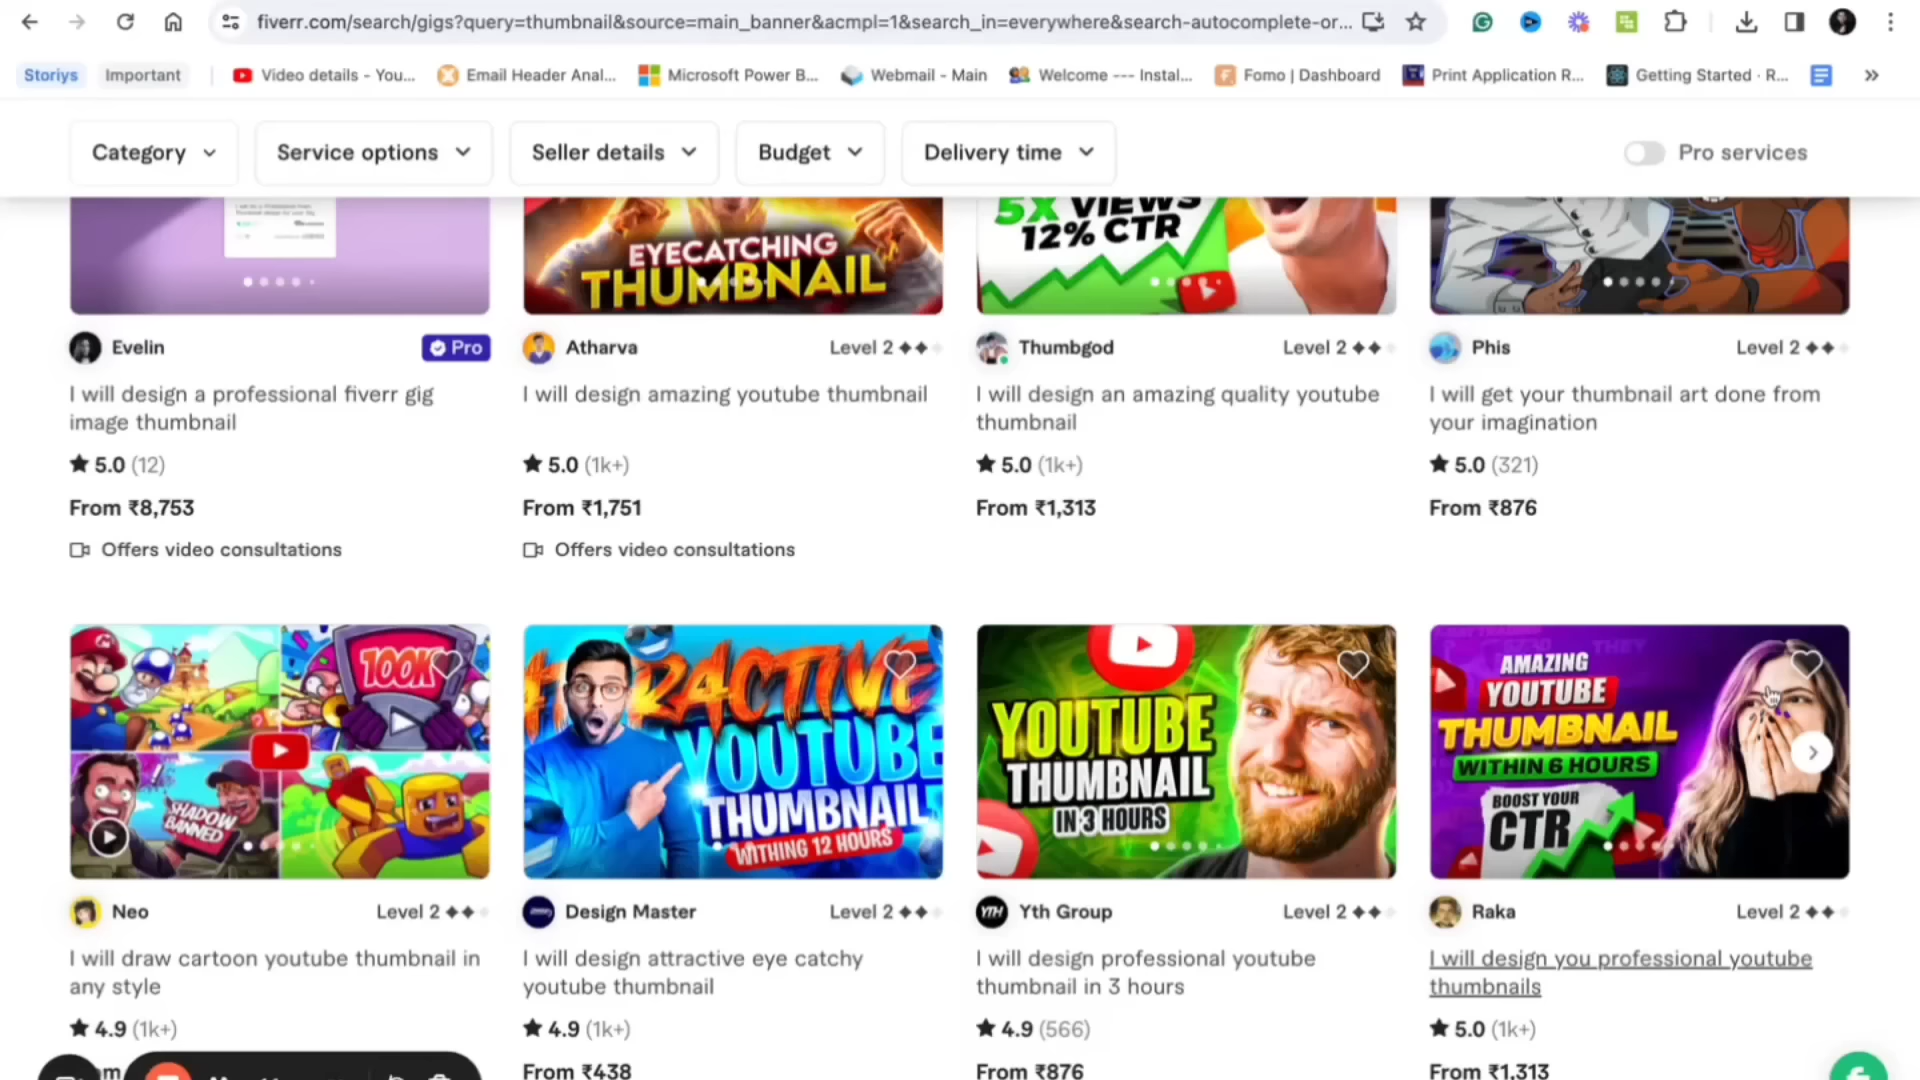 fiverr.com/search/gigs?query=thumbnail&source=main_banner&acmpl=1&search_in=everywhere&search-autocomplete-or...
Storiys Important Video details - You... Email Header Anal... Microsoft Power B... Webmail - Main Welcome --- Instal... Fomo | Dashboard Print Application R... Getting Started · R...
Category Service options Seller details Budget Delivery time Pro services
EYECATCHING
THUMBNAIL
5X VIEWS
12% CTR
Evelin Pro
I will design a professional fiverr gig
image thumbnail
5.0 (12)
From ₹8,753
Offers video consultations
Atharva Level 2
I will design amazing youtube thumbnail
5.0 (1k+)
From ₹1,751
Offers video consultations
Thumbgod Level 2
I will design an amazing quality youtube
thumbnail
5.0 (1k+)
From ₹1,313
Phis Level 2
I will get your thumbnail art done from
your imagination
5.0 (321)
From ₹876
100K
SHADOW
BANNED
Neo Level 2
I will draw cartoon youtube thumbnail in
any style
4.9 (1k+)
RACTIVE
YOUTUBE
THUMBNAIL
WITHING 12 HOURS
Design Master Level 2
I will design attractive eye catchy
youtube thumbnail
4.9 (1k+)
From ₹438
YOUTUBE
THUMBNAIL
IN 3 HOURS
YTH Yth Group Level 2
I will design professional youtube
thumbnail in 3 hours
4.9 (566)
From ₹876
AMAZING
YOUTUBE
THUMBNAIL
WITHIN 6 HOURS
BOOST YOUR
CTR
Raka Level 2
I will design you professional youtube
thumbnails
5.0 (1k+)
From ₹1,313